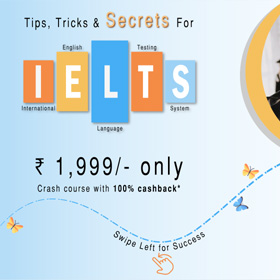 Tips, Tricks & Secrets For
English Testing
IELTS
International System
Language
₹ 1,999/- only
Crash course with 100% cashback*
Swipe Left for Success